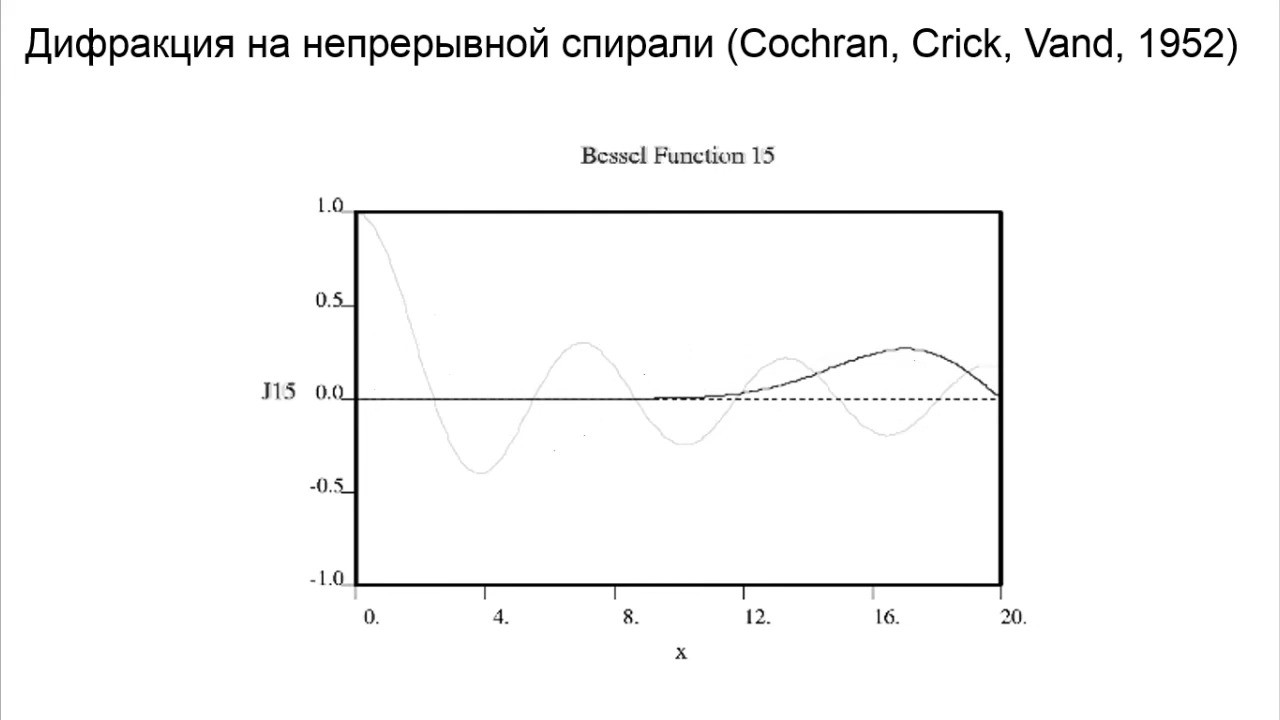 Дифракция на непрерывной спирали (Cochran, Crick, Vand, 1952)
Bessel Function 15
1.0
0.5
J15 0.0
-0.5
-1.0
0. 4. 8. 12. 16. 20.
x